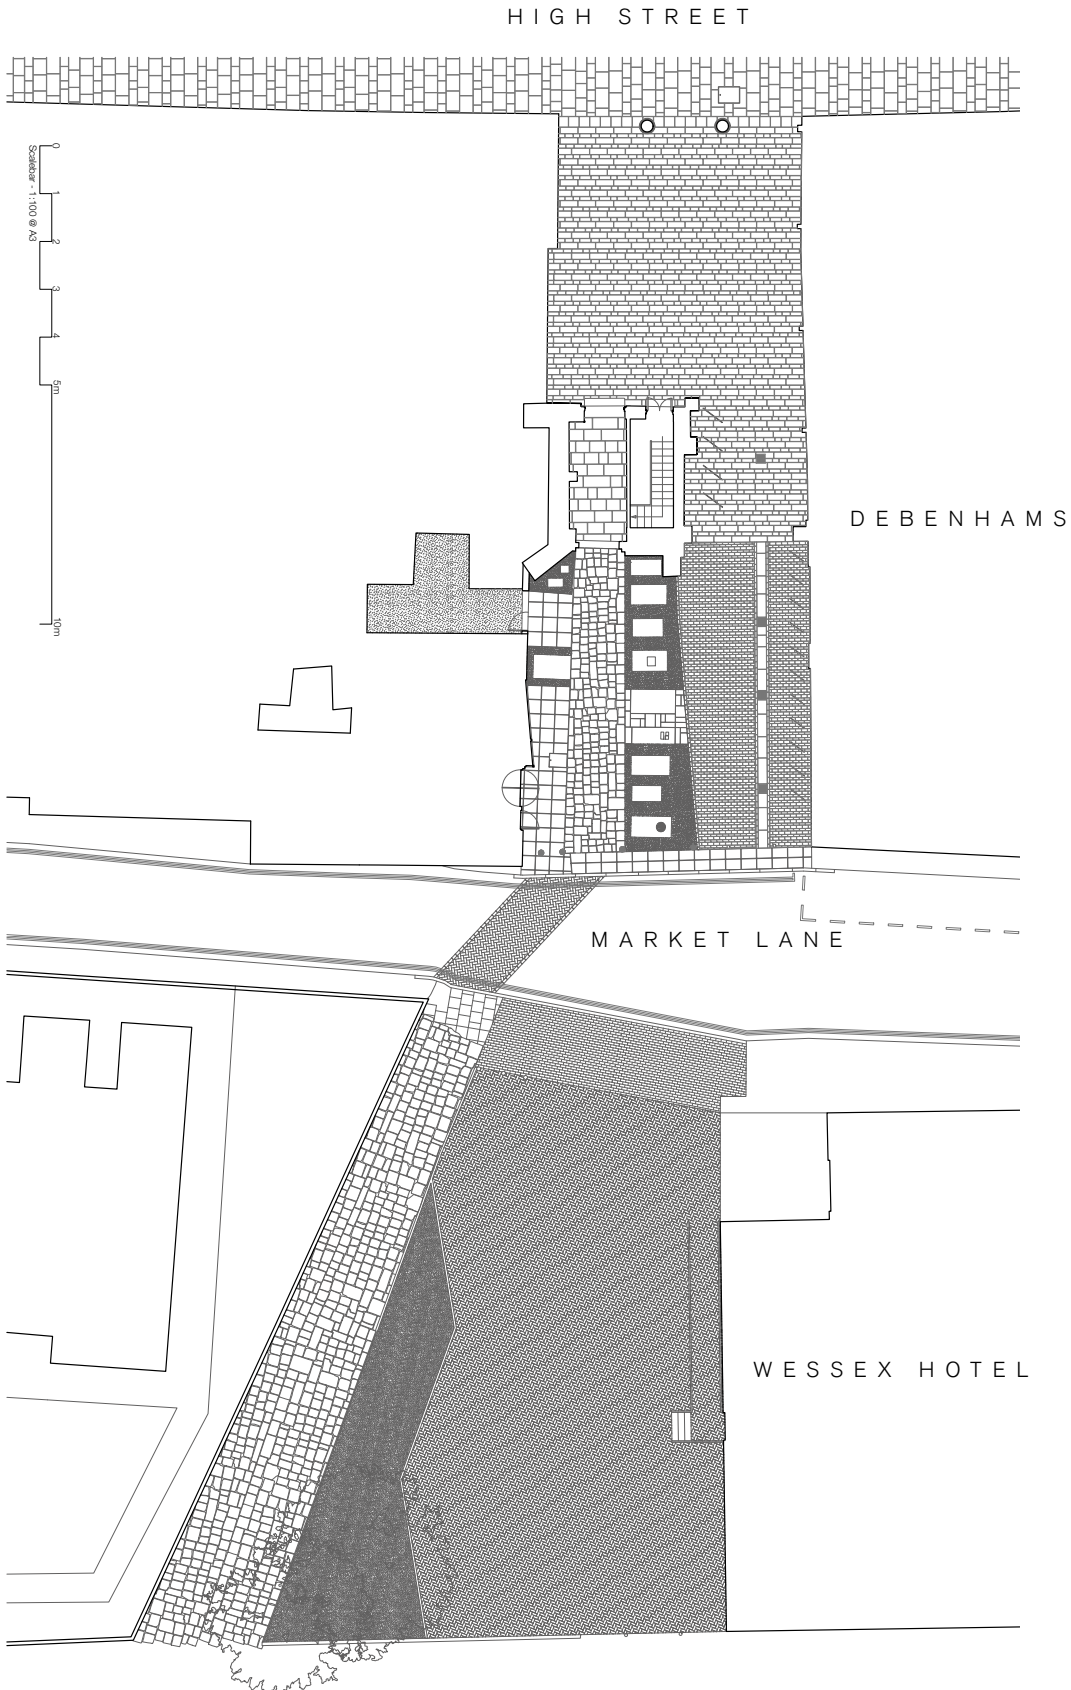 HIGH STREET
0
1
2
3
4
5m
10m
Scalebar - 1:100 @ A3
DEBENHAMS
MARKET LANE
WESSEX HOTEL